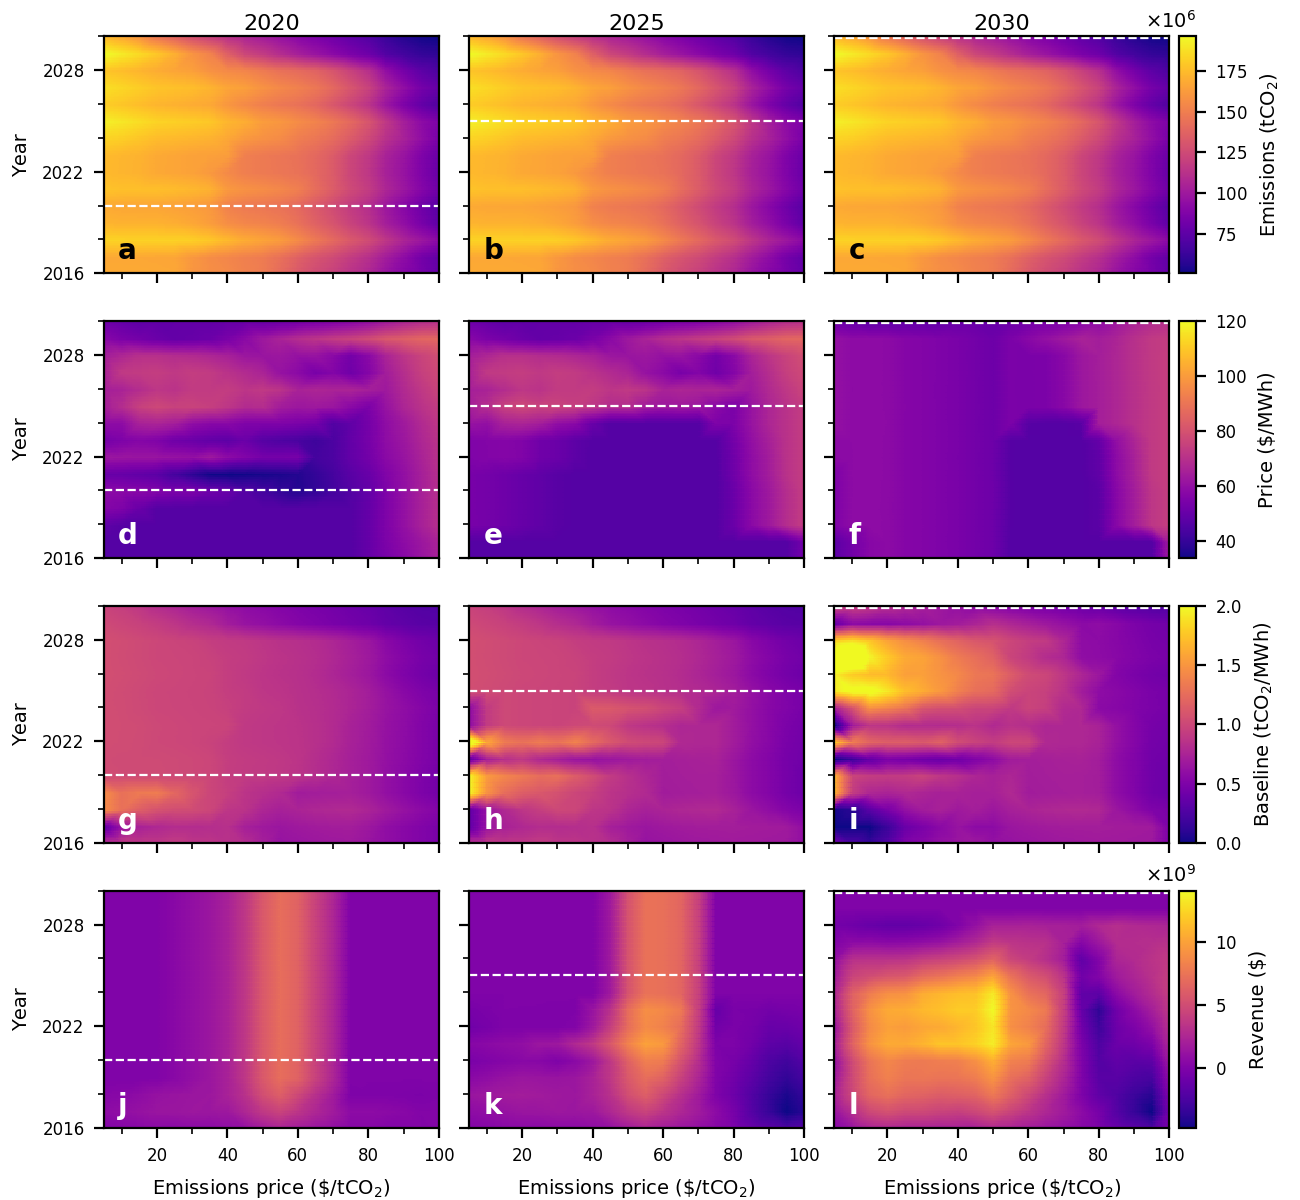 2020 2025 2030 ×10⁶
Year 2028 2022 2016 a b c 175 150 125 100 75 Emissions (tCO₂)
Year 2028 2022 2016 d e f 120 100 80 60 40 Price ($/MWh)
Year 2028 2022 2016 g h i 2.0 1.5 1.0 0.5 0.0 Baseline (tCO₂/MWh)
×10⁹
Year 2028 2022 2016 j k l 10 5 0 Revenue ($)
20 40 60 80 100 20 40 60 80 100 20 40 60 80 100
Emissions price ($/tCO₂) Emissions price ($/tCO₂) Emissions price ($/tCO₂)